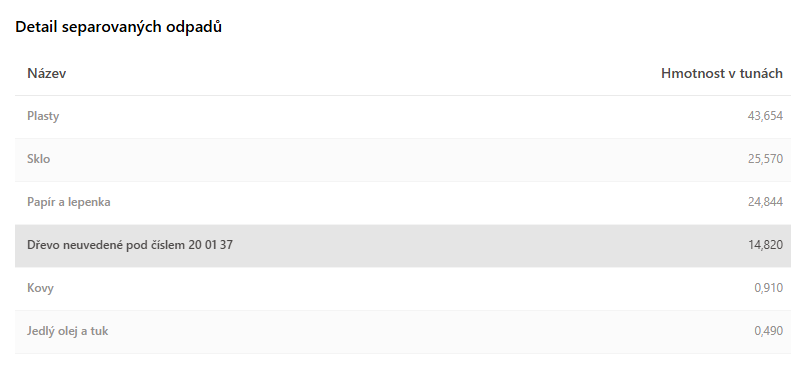 Detail separovaných odpadů
Název Hmotnost v tunách
Plasty 43,654
Sklo 25,570
Papír a lepenka 24,844
Dřevo neuvedené pod číslem 20 01 37 14,820
Kovy 0,910
Jedlý olej a tuk 0,490